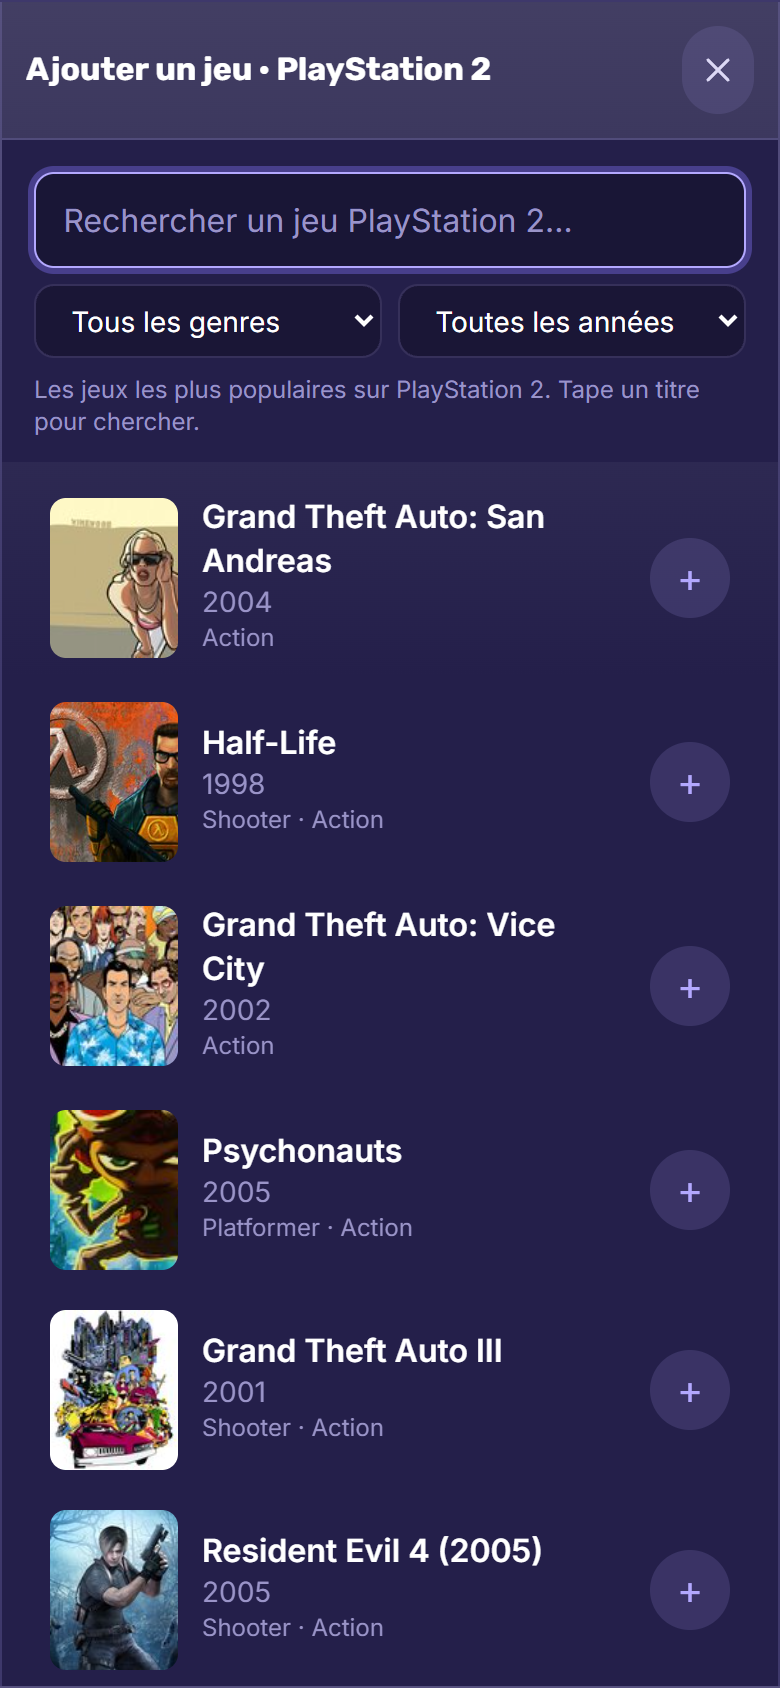 Ajouter un jeu • PlayStation 2
Rechercher un jeu PlayStation 2...
Tous les genres
Toutes les années
Les jeux les plus populaires sur PlayStation 2. Tape un titre
pour chercher.
Grand Theft Auto: San
Andreas
2004
Action
+
Half-Life
1998
Shooter · Action
+
Grand Theft Auto: Vice
City
2002
Action
+
Psychonauts
2005
Platformer · Action
+
Grand Theft Auto III
2001
Shooter · Action
+
Resident Evil 4 (2005)
2005
Shooter · Action
+